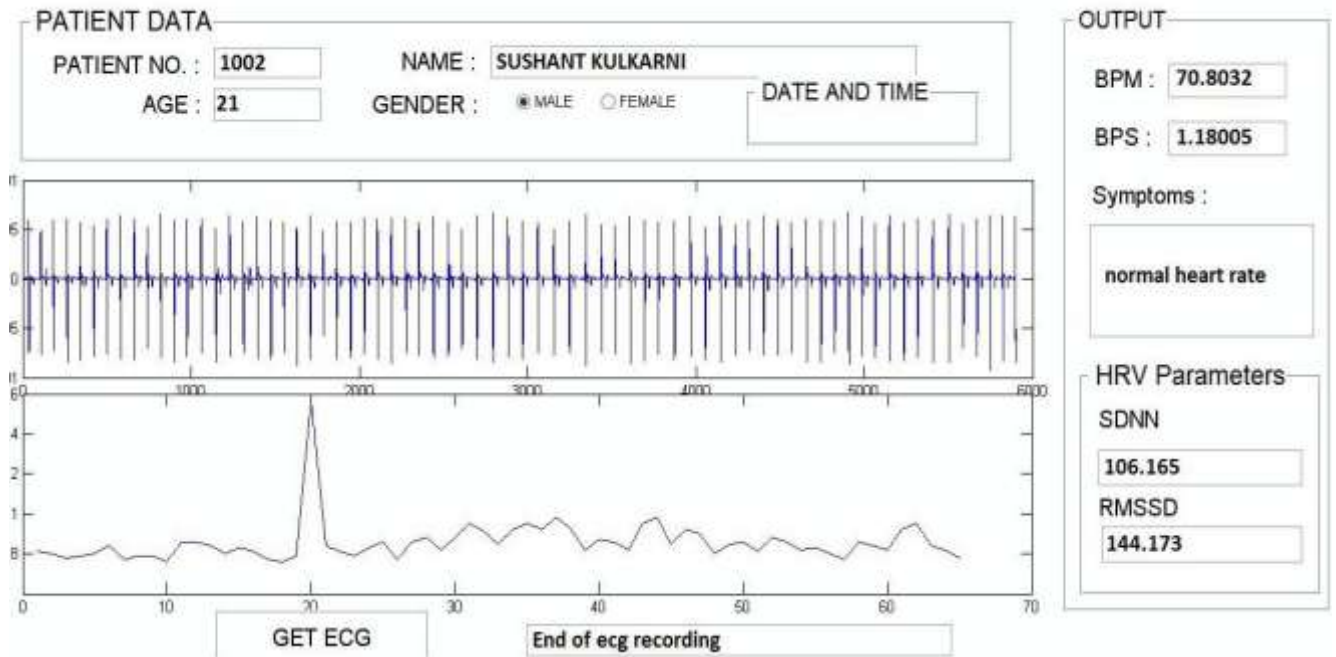 PATIENT DATA
PATIENT NO. : 1002
NAME : SUSHANT KULKARNI
AGE : 21
GENDER : MALE FEMALE
DATE AND TIME
OUTPUT
BPM : 70.8032
BPS : 1.18005
Symptoms :
normal heart rate
HRV Parameters
SDNN
106.165
RMSSD
144.173
0
0 1000 2000 3000 4000 5000 6000
6
4
2
1
8
0 10 20 30 40 50 60 70
GET ECG
End of ecg recording